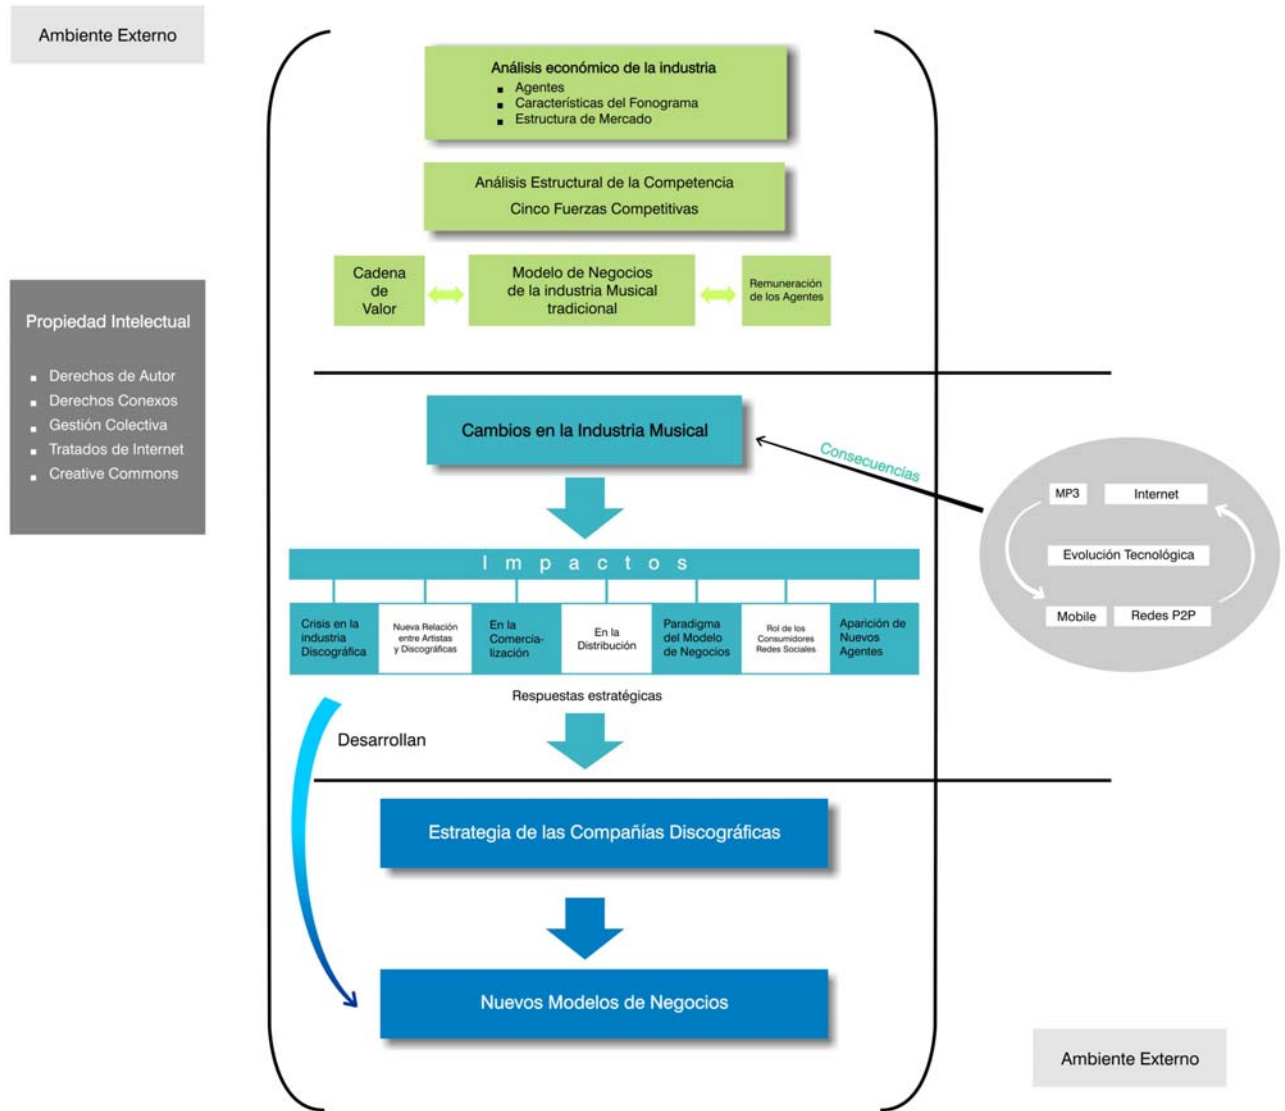 Ambiente Externo
Análisis económico de la industria
▪ Agentes
▪ Características del Fonograma
▪ Estructura de Mercado
Análisis Estructural de la Competencia
Cinco Fuerzas Competitivas
Cadena
de
Valor
Modelo de Negocios
de la industria Musical
tradicional
Remuneración
de los Agentes
Propiedad Intelectual
▪ Derechos de Autor
▪ Derechos Conexos
▪ Gestión Colectiva
▪ Tratados de Internet
▪ Creative Commons
Cambios en la Industria Musical
Consecuencias
MP3
Internet
Evolución Tecnológica
Mobile
Redes P2P
Impactos
Crisis en la
industria
Discográfica
Nueva Relación
entre Artistas
y Discográficas
En la
Comercia-
lización
En la
Distribución
Paradigma
del Modelo
de Negocios
Rol de los
Consumidores
Redes Sociales
Aparición de
Nuevos
Agentes
Respuestas estratégicas
Desarrollan
Estrategia de las Compañías Discográficas
Nuevos Modelos de Negocios
Ambiente Externo